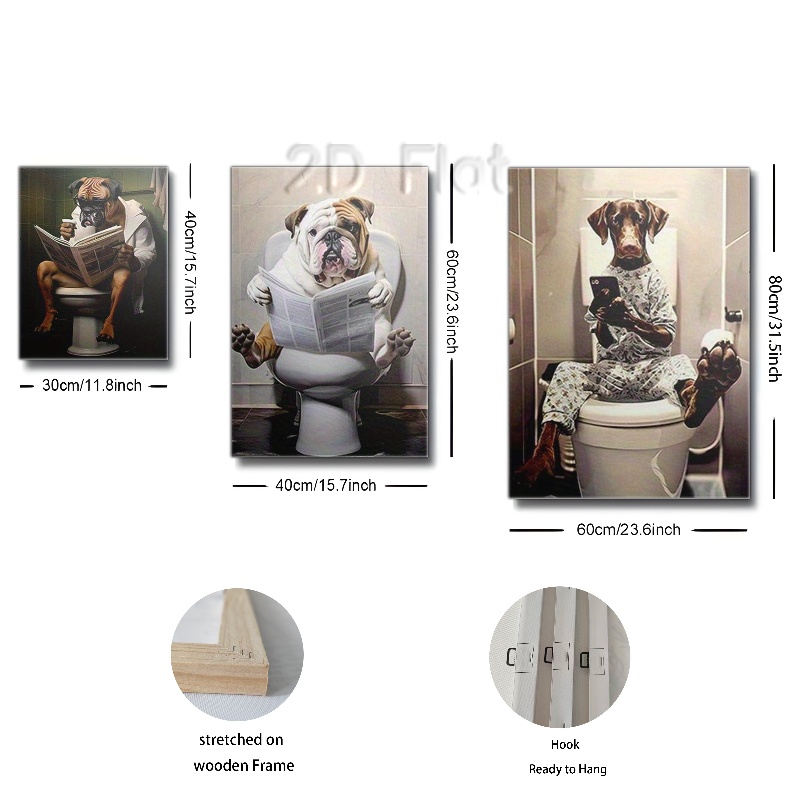 2D Flat
40cm/15.7inch
30cm/11.8inch
60cm/23.6inch
40cm/15.7inch
80cm/31.5inch
60cm/23.6inch
stretched on
wooden Frame
Hook
Ready to Hang